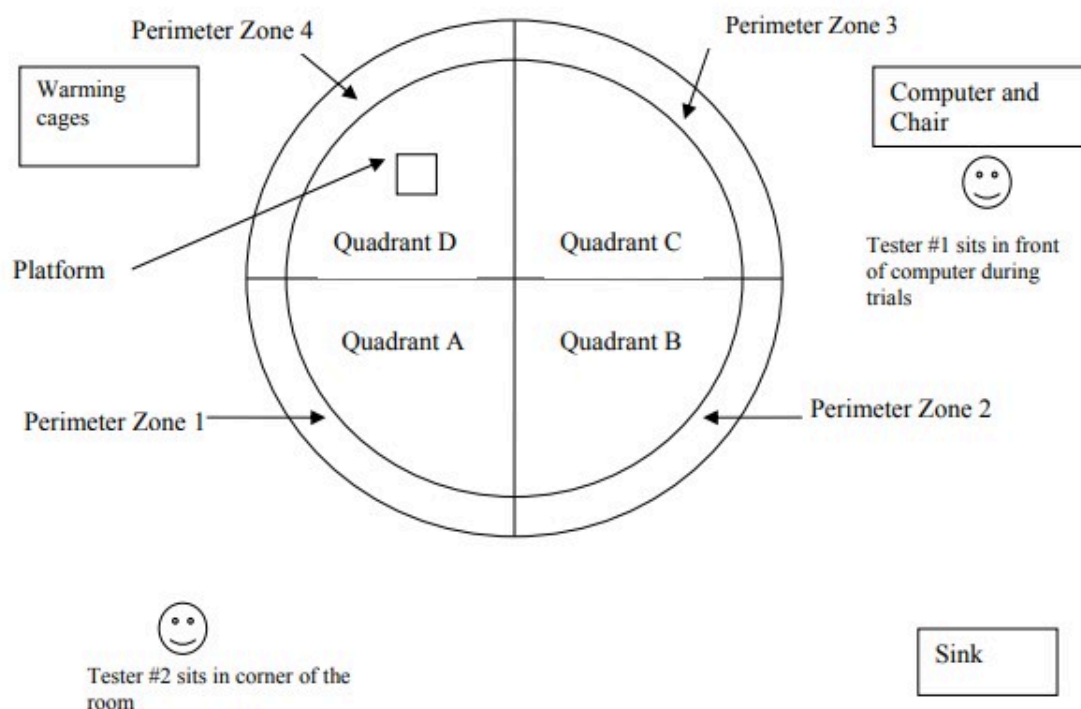 Perimeter Zone 4
Perimeter Zone 3
Warming
cages
Computer and
Chair
Quadrant D
Quadrant C
Tester #1 sits in front
of computer during
trials
Platform
Quadrant A
Quadrant B
Perimeter Zone 1
Perimeter Zone 2
Tester #2 sits in corner of the
room
Sink